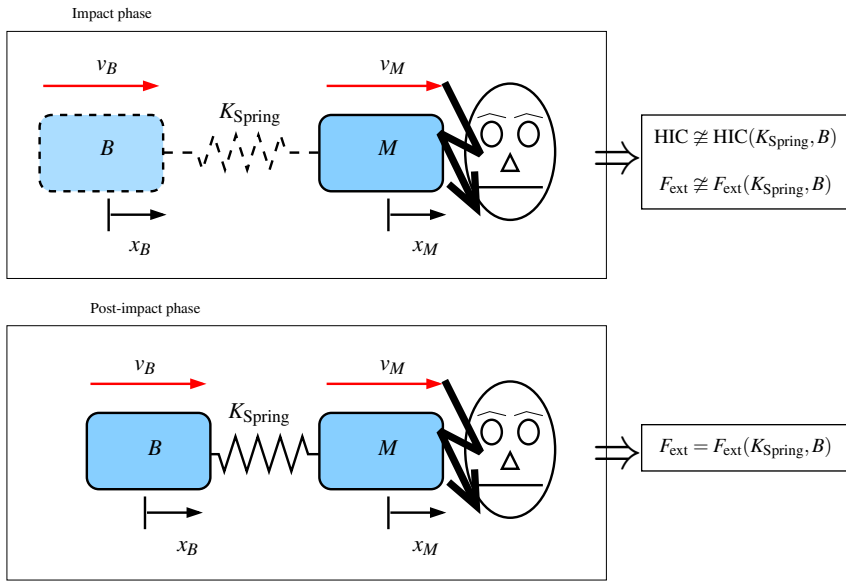 Impact phase
v_B
v_M
K_Spring
B
M
x_B
x_M
HIC ≇ HIC(K_Spring, B)
F_ext ≇ F_ext(K_Spring, B)
Post-impact phase
v_B
v_M
K_Spring
B
M
x_B
x_M
F_ext = F_ext(K_Spring, B)